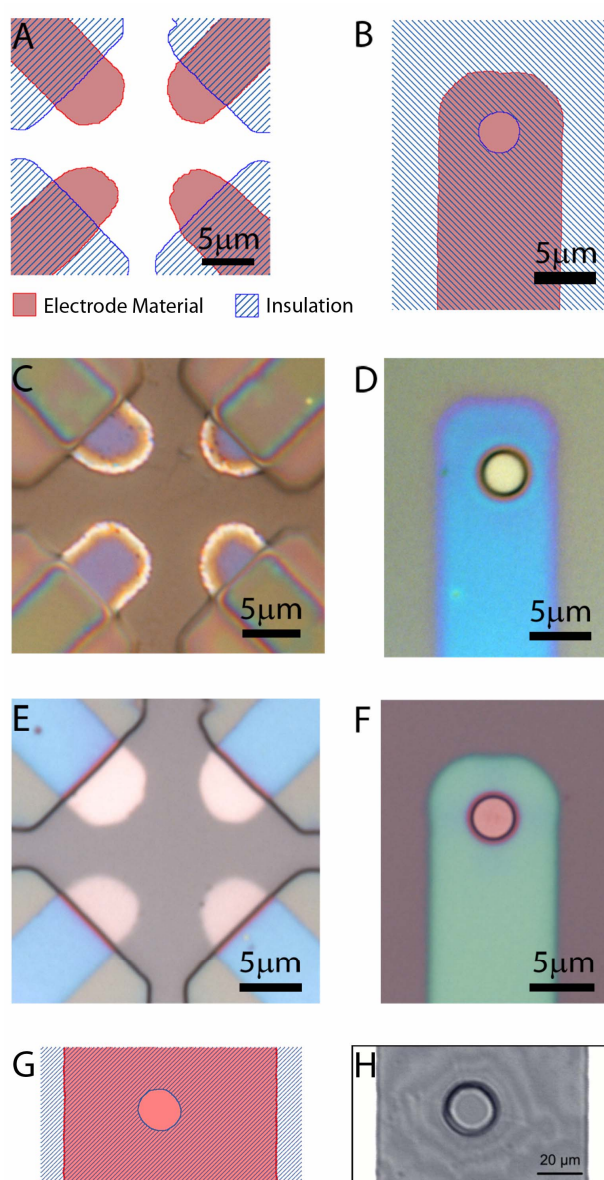 A
B
5µm
5µm
Electrode Material
Insulation
C
D
5µm
5µm
E
F
5µm
5µm
G
H
20 µm